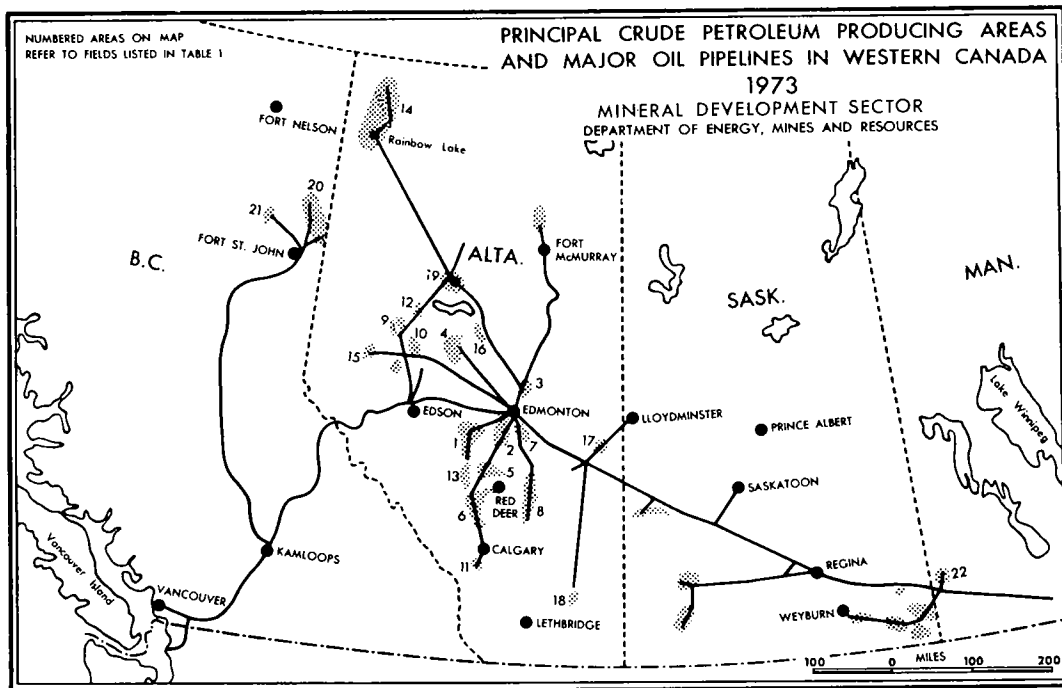 NUMBERED AREAS ON MAP
REFER TO FIELDS LISTED IN TABLE 1
PRINCIPAL CRUDE PETROLEUM PRODUCING AREAS
AND MAJOR OIL PIPELINES IN WESTERN CANADA
1973
MINERAL DEVELOPMENT SECTOR
DEPARTMENT OF ENERGY, MINES AND RESOURCES
14
FORT NELSON
Rainbow Lake
20
21
FORT ST. JOHN
B.C.
ALTA.
FORT
McMURRAY
SASK.
MAN.
19
12
9
10
4
16
15
3
EDSON
EDMONTON
LLOYDMINSTER
PRINCE ALBERT
Lake Winnipeg
1
2
7
17
13
5
RED
DEER
SASKATOON
6
8
KAMLOOPS
CALGARY
11
REGINA
Vancouver Island
VANCOUVER
18
22
WEYBURN
LETHBRIDGE
MILES
100 0 100 200